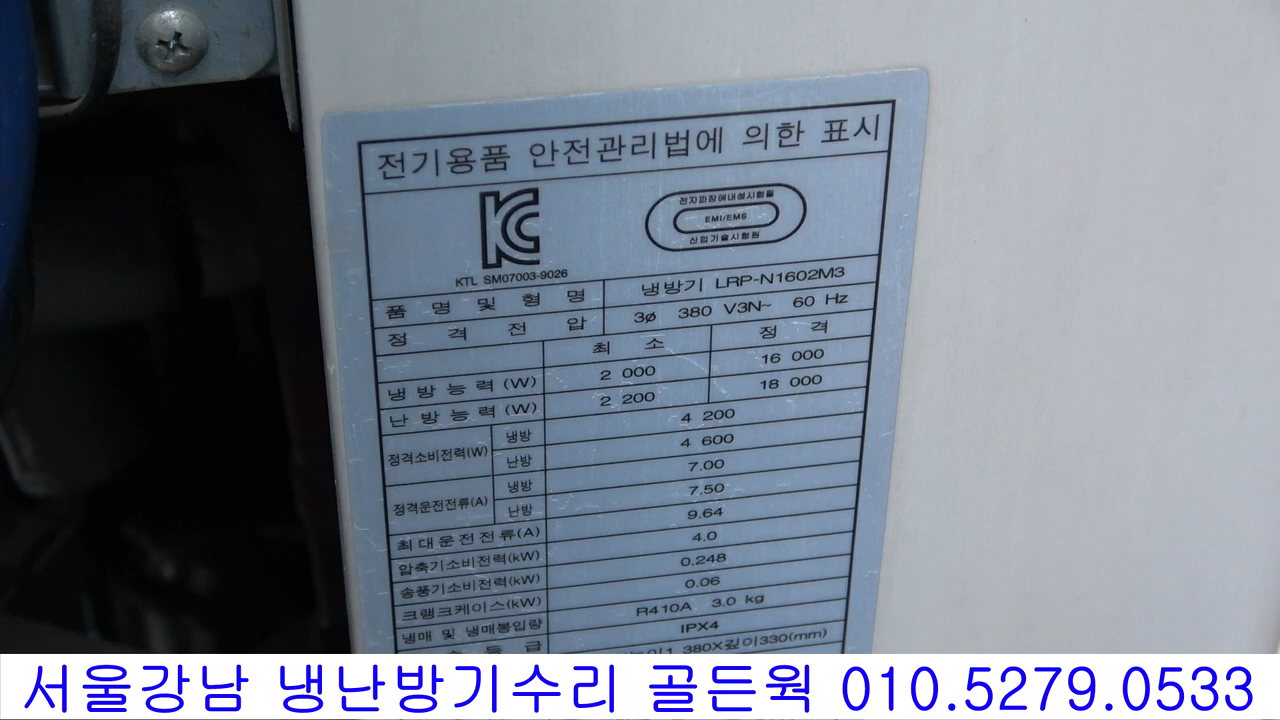 전기용품 안전관리법에 의한 표시
KC
전자파장해내성시험필
EMI/EMS
산업기술시험원
KTL SM07003-9026
품 명 및 형 명 냉방기 LRP-N1602M3
정 격 전 압 3ø 380 V3N~ 60 Hz
최 소 정 격
냉 방 능 력 (W) 2 000 16 000
난 방 능 력 (W) 2 200 18 000
정격소비전력(W) 냉방 4 200
난방 4 600
정격운전전류(A) 냉방 7.00
난방 7.50
최대운전전류(A) 9.64
압축기소비전력(kW) 4.0
송풍기소비전력(kW) 0.248
크랭크케이스(kW) 0.06
냉매 및 냉매봉입량 R410A 3.0 kg
등 급 IPX4
380X깊이330(mm)
서울강남 냉난방기수리 골든웍 010.5279.0533